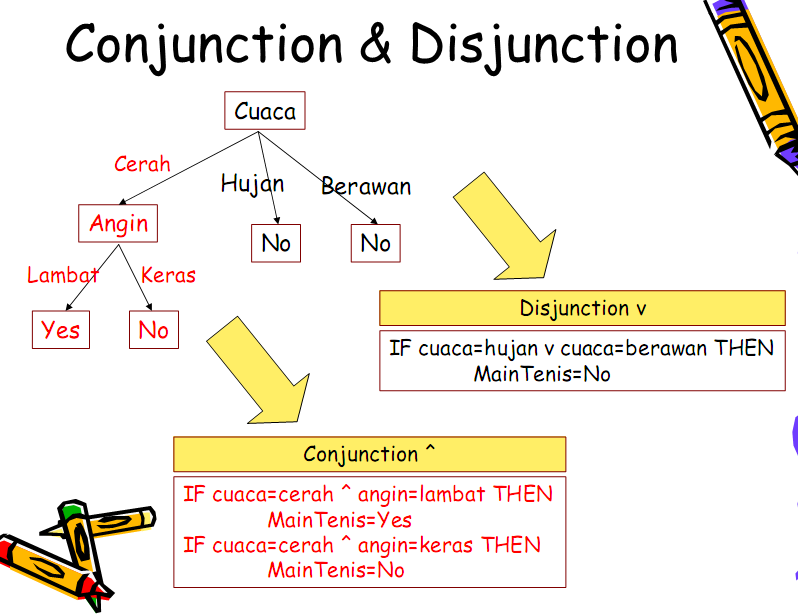 Conjunction & Disjunction
Cuaca
Cerah
Hujan
Berawan
Angin
No
No
Lambat
Keras
Yes
No
Disjunction v
IF cuaca=hujan v cuaca=berawan THEN
MainTenis=No
Conjunction ^
IF cuaca=cerah ^ angin=lambat THEN
MainTenis=Yes
IF cuaca=cerah ^ angin=keras THEN
MainTenis=No